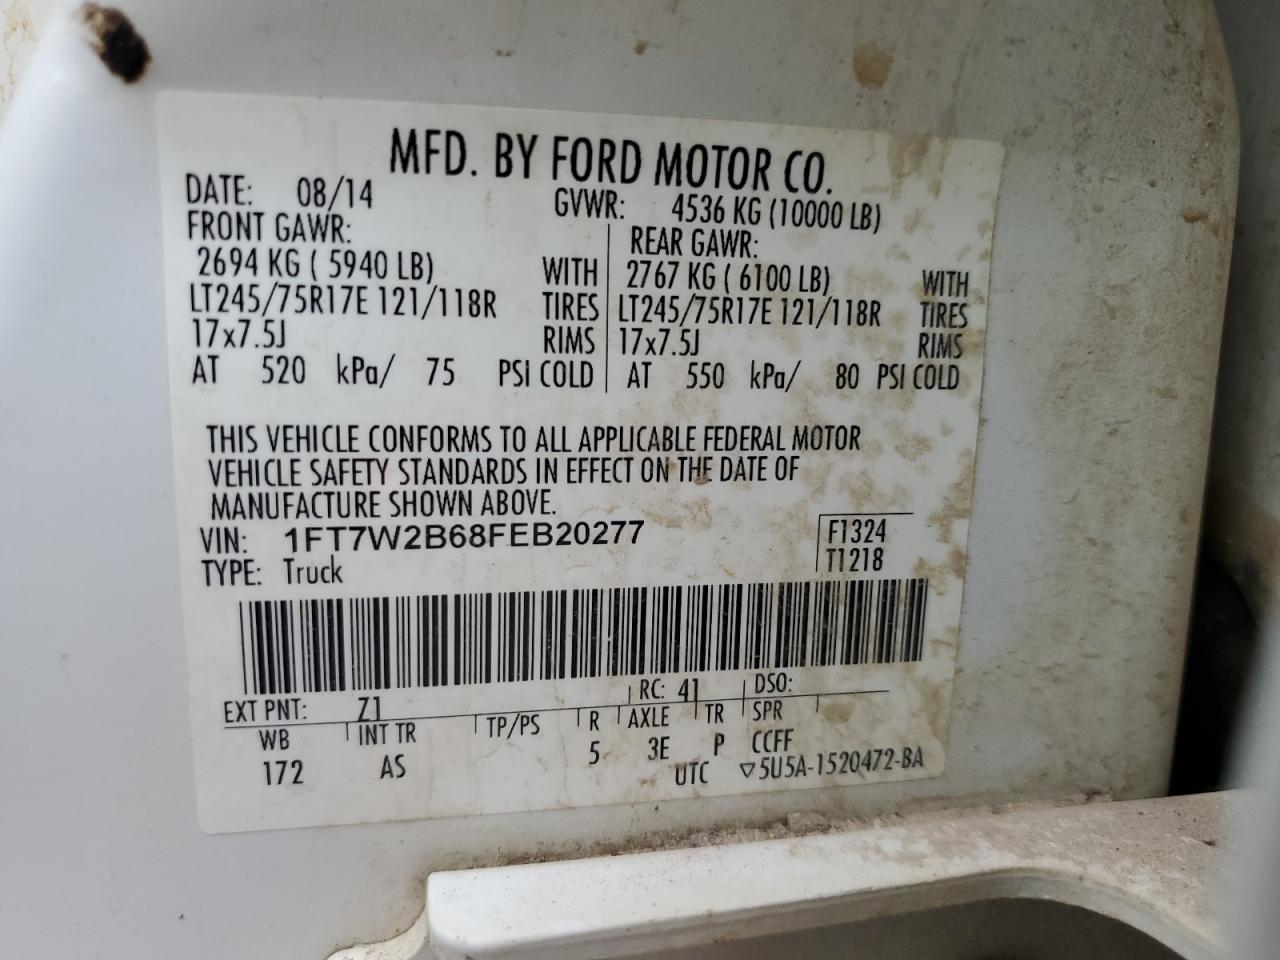 MFD. BY FORD MOTOR CO.
DATE: 08/14 GVWR: 4536 KG (10000 LB)
FRONT GAWR: REAR GAWR:
2694 KG ( 5940 LB) WITH 2767 KG ( 6100 LB) WITH
LT245/75R17E 121/118R TIRES LT245/75R17E 121/118R TIRES
17x7.5J RIMS 17x7.5J RIMS
AT 520 kPa/ 75 PSI COLD AT 550 kPa/ 80 PSI COLD
THIS VEHICLE CONFORMS TO ALL APPLICABLE FEDERAL MOTOR
VEHICLE SAFETY STANDARDS IN EFFECT ON THE DATE OF
MANUFACTURE SHOWN ABOVE.
VIN: 1FT7W2B68FEB20277 F1324
TYPE: Truck T1218
EXT PNT: Z1 RC: 41 DSO:
WB INT TR TP/PS R AXLE TR SPR
172 AS 5 3E P CCFF
UTC ▽5U5A-1520472-BA